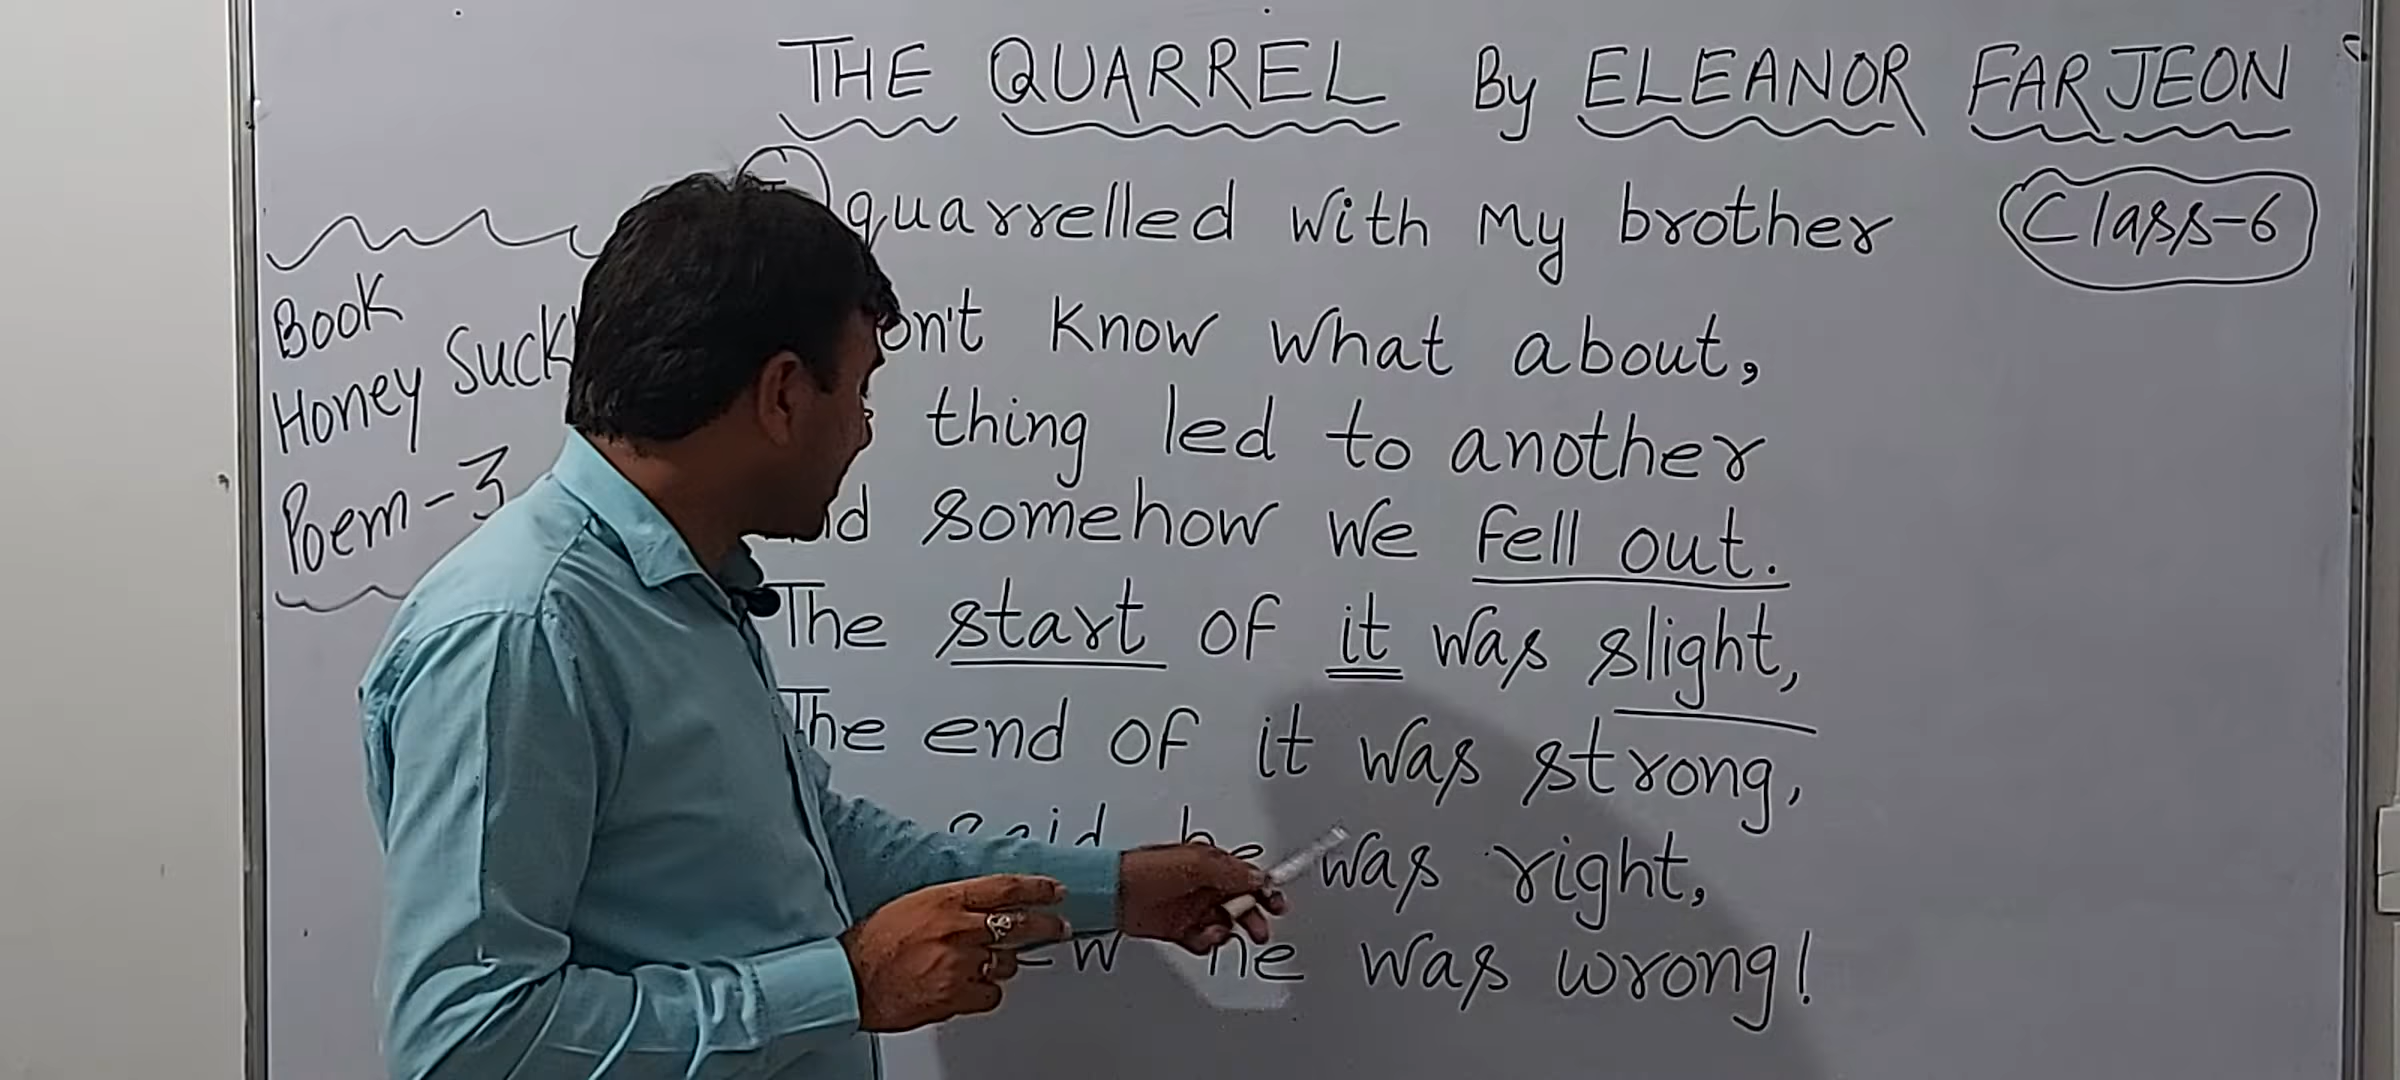 THE QUARREL By ELEANOR FARJEON
Class-6
Book
Honey Suck
Poem-3
quarrelled with My brother
on't know what about,
thing led to another
somehow we fell out.
The start of it was slight,
The end of it was strong,
said he was right,
he was wrong!